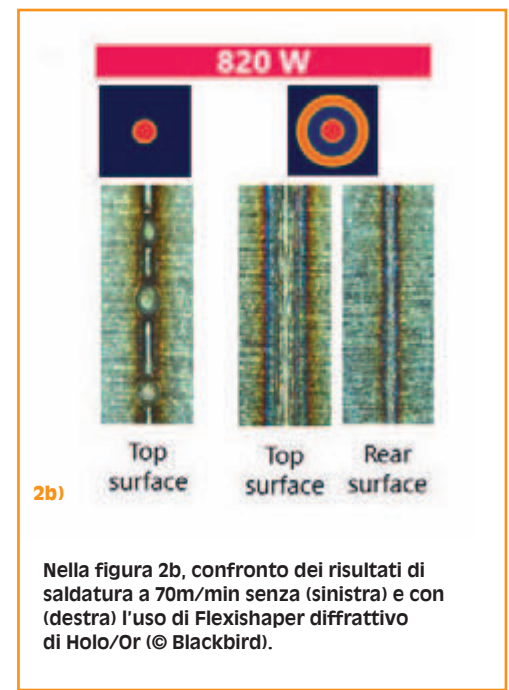 820 W
Top
surface
Top
surface
Rear
surface
2b)
Nella figura 2b, confronto dei risultati di
saldatura a 70m/min senza (sinistra) e con
(destra) l'uso di Flexishaper diffrattivo
di Holo/Or (© Blackbird).